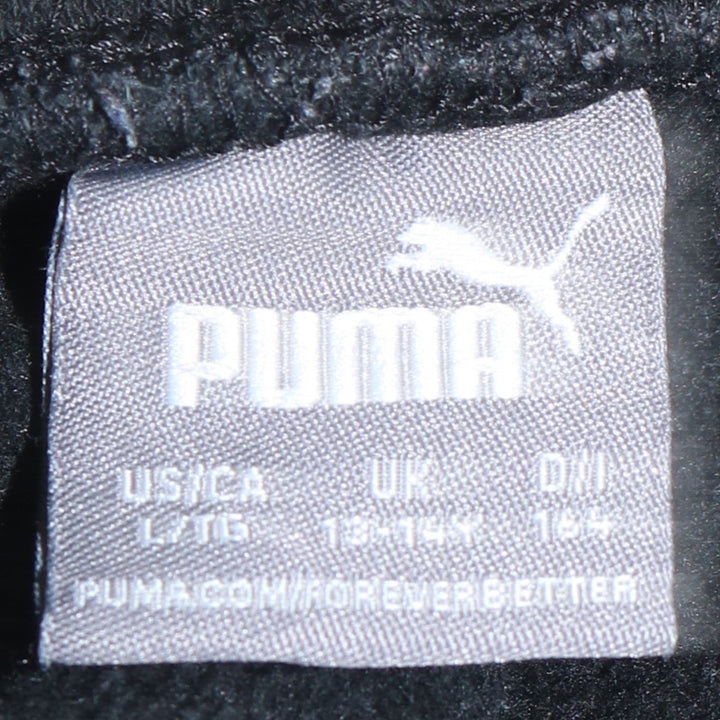 PUMA
US/CA UK D/I
L/TG 13-14Y 164
PUMA.COM/FOREVERBETTER